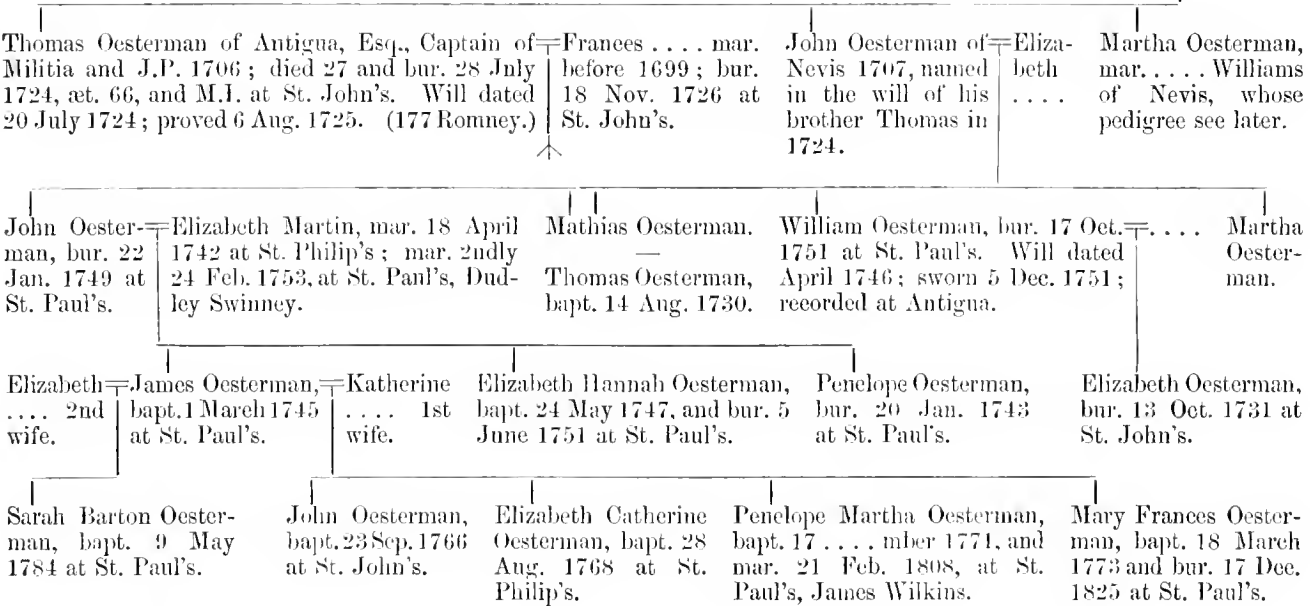 Thomas Oesterman of Antigua, Esq., Captain of
Militia and J.P. 1706; died 27 and bur. 28 July
1724, æt. 66, and M.I. at St. John's. Will dated
20 July 1724; proved 6 Aug. 1725. (177 Romney.)
Frances .... mar.
before 1699; bur.
18 Nov. 1726 at
St. John's.
John Oesterman of
Nevis 1707, named
in the will of his
brother Thomas in
1724.
Eliza-
beth
....
Martha Oesterman,
mar..... Williams
of Nevis, whose
pedigree see later.
John Oester-
man, bur. 22
Jan. 1749 at
St. Paul's.
Elizabeth Martin, mar. 18 April
1742 at St. Philip's; mar. 2ndly
24 Feb. 1753, at St. Paul's, Dud-
ley Swinney.
Mathias Oesterman.
—
Thomas Oesterman,
bapt. 14 Aug. 1730.
William Oesterman, bur. 17 Oct.
1751 at St. Paul's. Will dated
April 1746; sworn 5 Dec. 1751;
recorded at Antigua.
....
Martha
Oester-
man.
Elizabeth
.... 2nd
wife.
James Oesterman,
bapt. 1 March 1745
at St. Paul's.
Katherine
.... 1st
wife.
Elizabeth Hannah Oesterman,
bapt. 24 May 1747, and bur. 5
June 1751 at St. Paul's.
Penelope Oesterman,
bur. 20 Jan. 1743
at St. Paul's.
Elizabeth Oesterman,
bur. 13 Oct. 1731 at
St. John's.
Sarah Barton Oester-
man, bapt. 9 May
1784 at St. Paul's.
John Oesterman,
bapt. 23 Sep. 1766
at St. John's.
Elizabeth Catherine
Oesterman, bapt. 28
Aug. 1768 at St.
Philip's.
Penelope Martha Oesterman,
bapt. 17 .... mber 1771, and
mar. 21 Feb. 1808, at St.
Paul's, James Wilkins.
Mary Frances Oester-
man, bapt. 18 March
1773 and bur. 17 Dec.
1825 at St. Paul's.